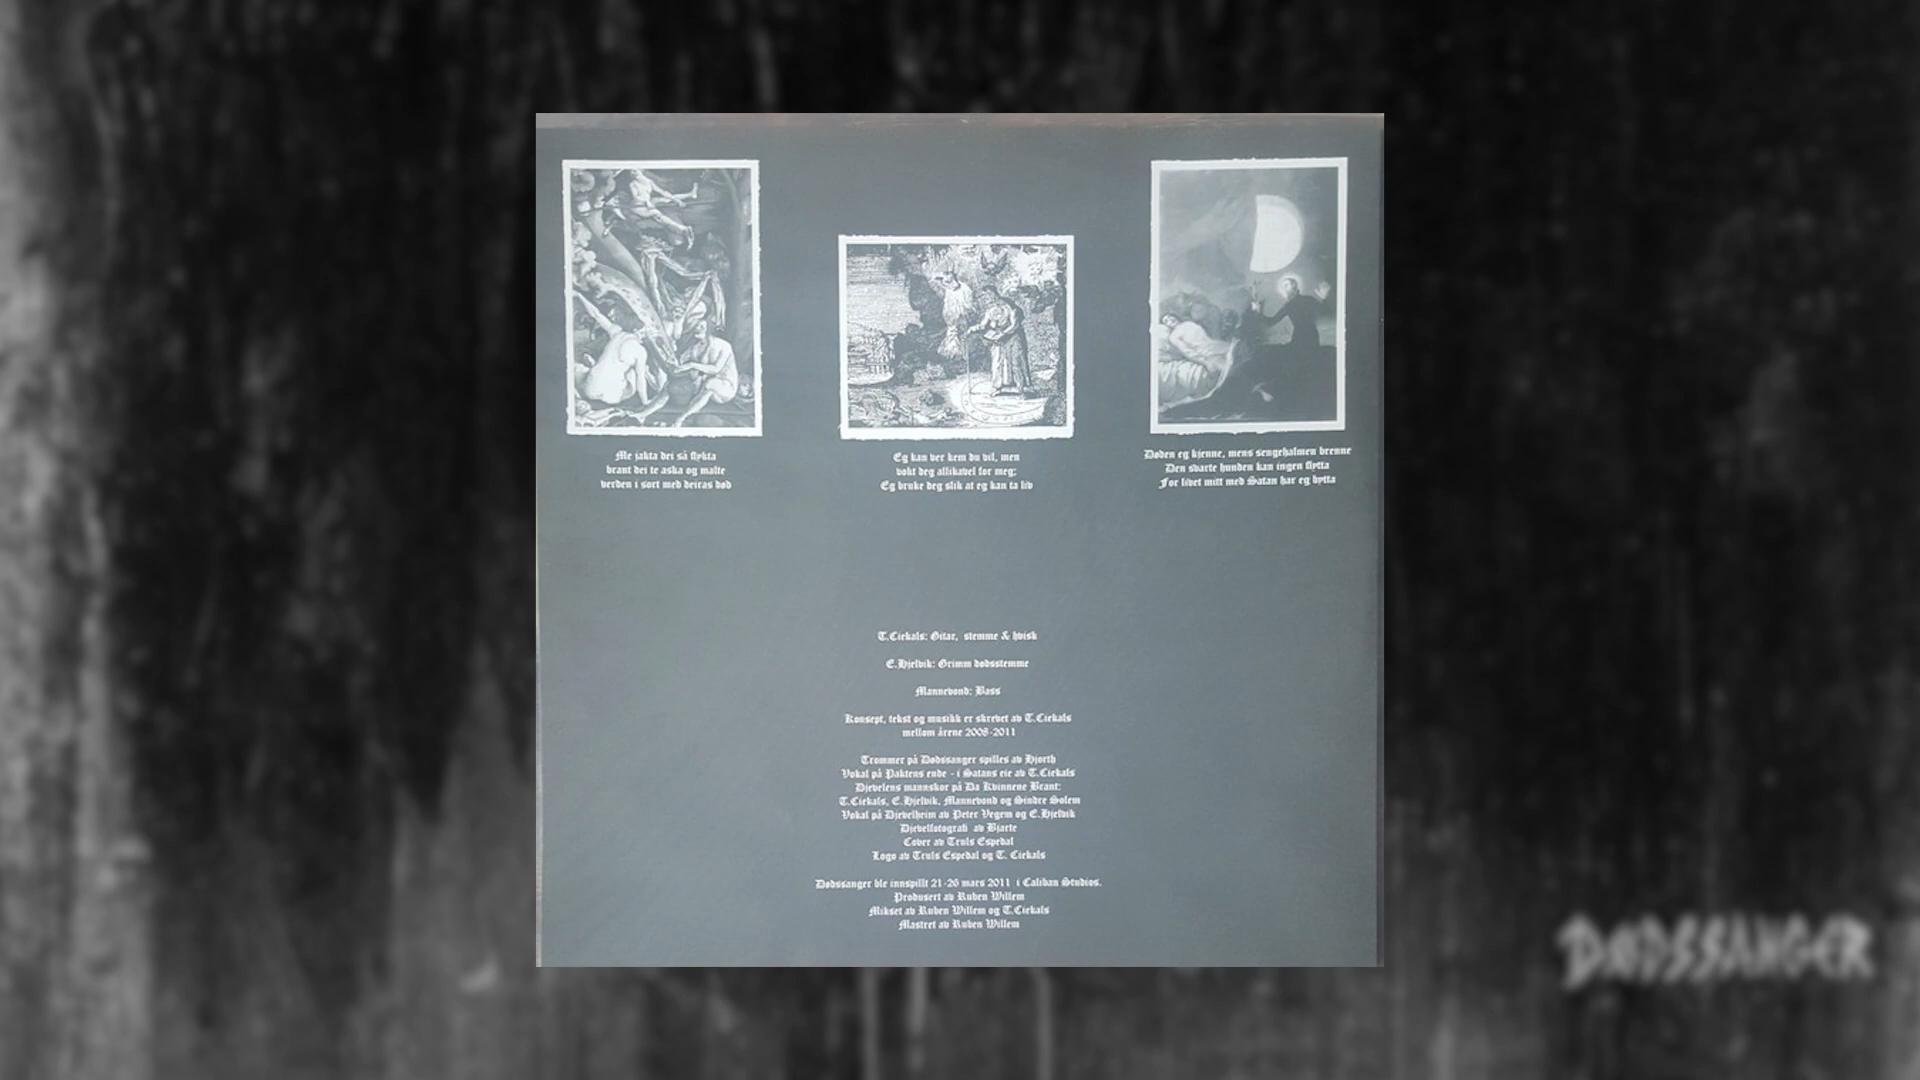 Me jakta dei så flykta
brant dei te aska og malte
verden i sort med deiras død
Eg kan ver kem du vil, men
vokt deg allikavel for meg;
Eg bruke deg slik at eg kan ta liv
Døden eg kjenne, mens sengehalmen brenne
Den svarte hunden kan ingen flytta
For livet mitt med Satan har eg bytta
T.Ciekals: Gitar, stemme & hvisk
E.Hjelvik: Grimm dødsstemme
Mannevond: Bass
Konsept, tekst og musikk er skrevet av T.Ciekals
mellom årene 2008-2011
Trommer på Dødssanger spilles av Hjorth
Vokal på Paktens ende - i Satans eie av T.Ciekals
Djevelens mannskor på Da Kvinnene Brant:
T.Ciekals, E.Hjelvik, Mannevond og Sindre Solem
Vokal på Djevelheim av Peter Vegem og E.Hjelvik
Djevelfotografi av Bjarte
Cover av Truls Espedal
Logo av Truls Espedal og T. Ciekals
Dødssanger ble innspillt 21-26 mars 2011 i Caliban Studios.
Produsert av Ruben Willem
Mikset av Ruben Willem og T.Ciekals
Mastret av Ruben Willem
DØDSSANGER